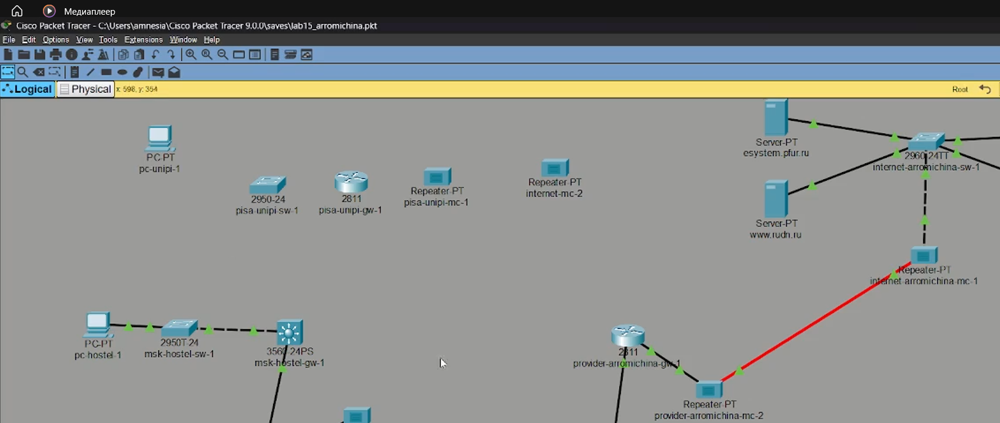 Медиаплеер
Cisco Packet Tracer - C:\Users\amnesia\Cisco Packet Tracer 9.0.0\saves\lab15_arromichina.pkt
File Edit Options View Tools Extensions Window Help
Logical Physical x: 598, y: 354 Root
PC-PT
pc-unipi-1
2950-24
pisa-unipi-sw-1
2811
pisa-unipi-gw-1
Repeater-PT
pisa-unipi-mc-1
Repeater-PT
internet-mc-2
Server-PT
esystem.pfur.ru
2960-24TT
internet-arromichina-sw-1
Server-PT
www.rudn.ru
Repeater-PT
internet-arromichina-mc-1
PC-PT
pc-hostel-1
2950T-24
msk-hostel-sw-1
3560-24PS
msk-hostel-gw-1
2811
provider-arromichina-gw-1
Repeater-PT
provider-arromichina-mc-2